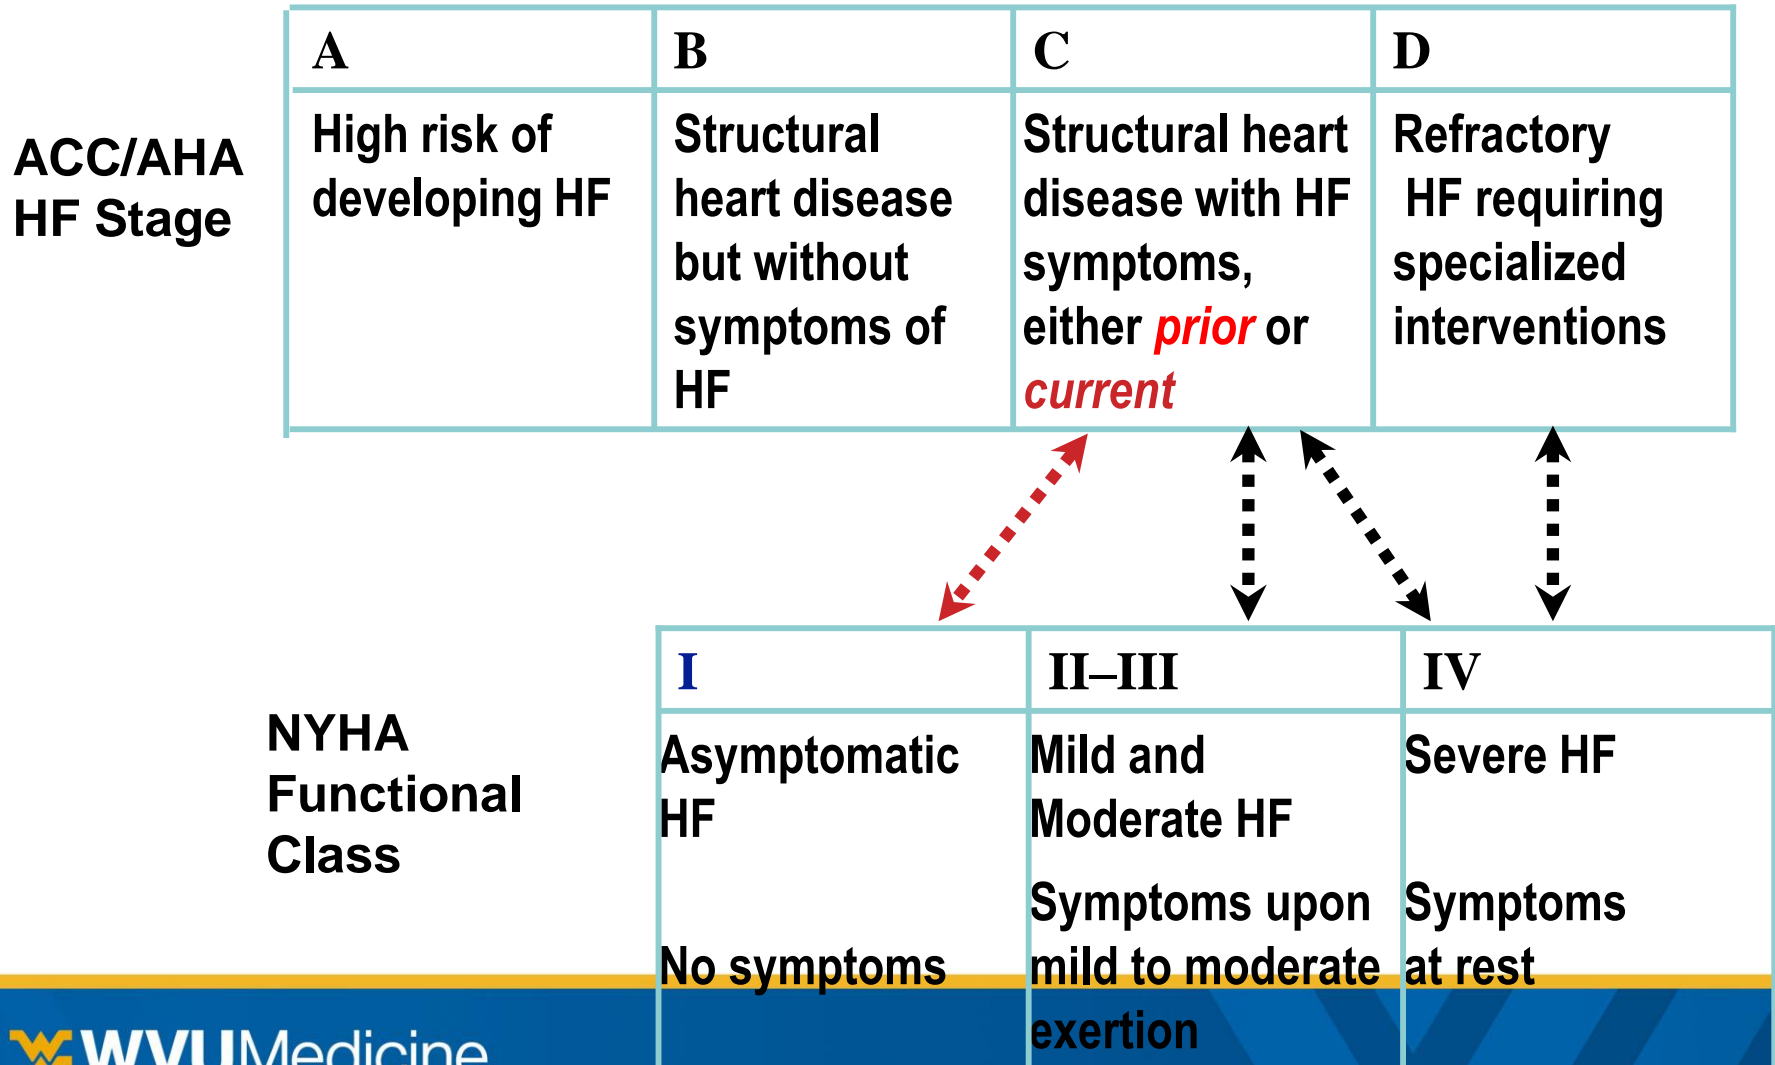 ACC/AHA
HF Stage
A
High risk of
developing HF
B
Structural
heart disease
but without
symptoms of
HF
C
Structural heart
disease with HF
symptoms,
either prior or
current
D
Refractory
HF requiring
specialized
interventions
NYHA
Functional
Class
I
Asymptomatic
HF
No symptoms
II–III
Mild and
Moderate HF
Symptoms upon
mild to moderate
exertion
IV
Severe HF
Symptoms
at rest
WVUMedicine